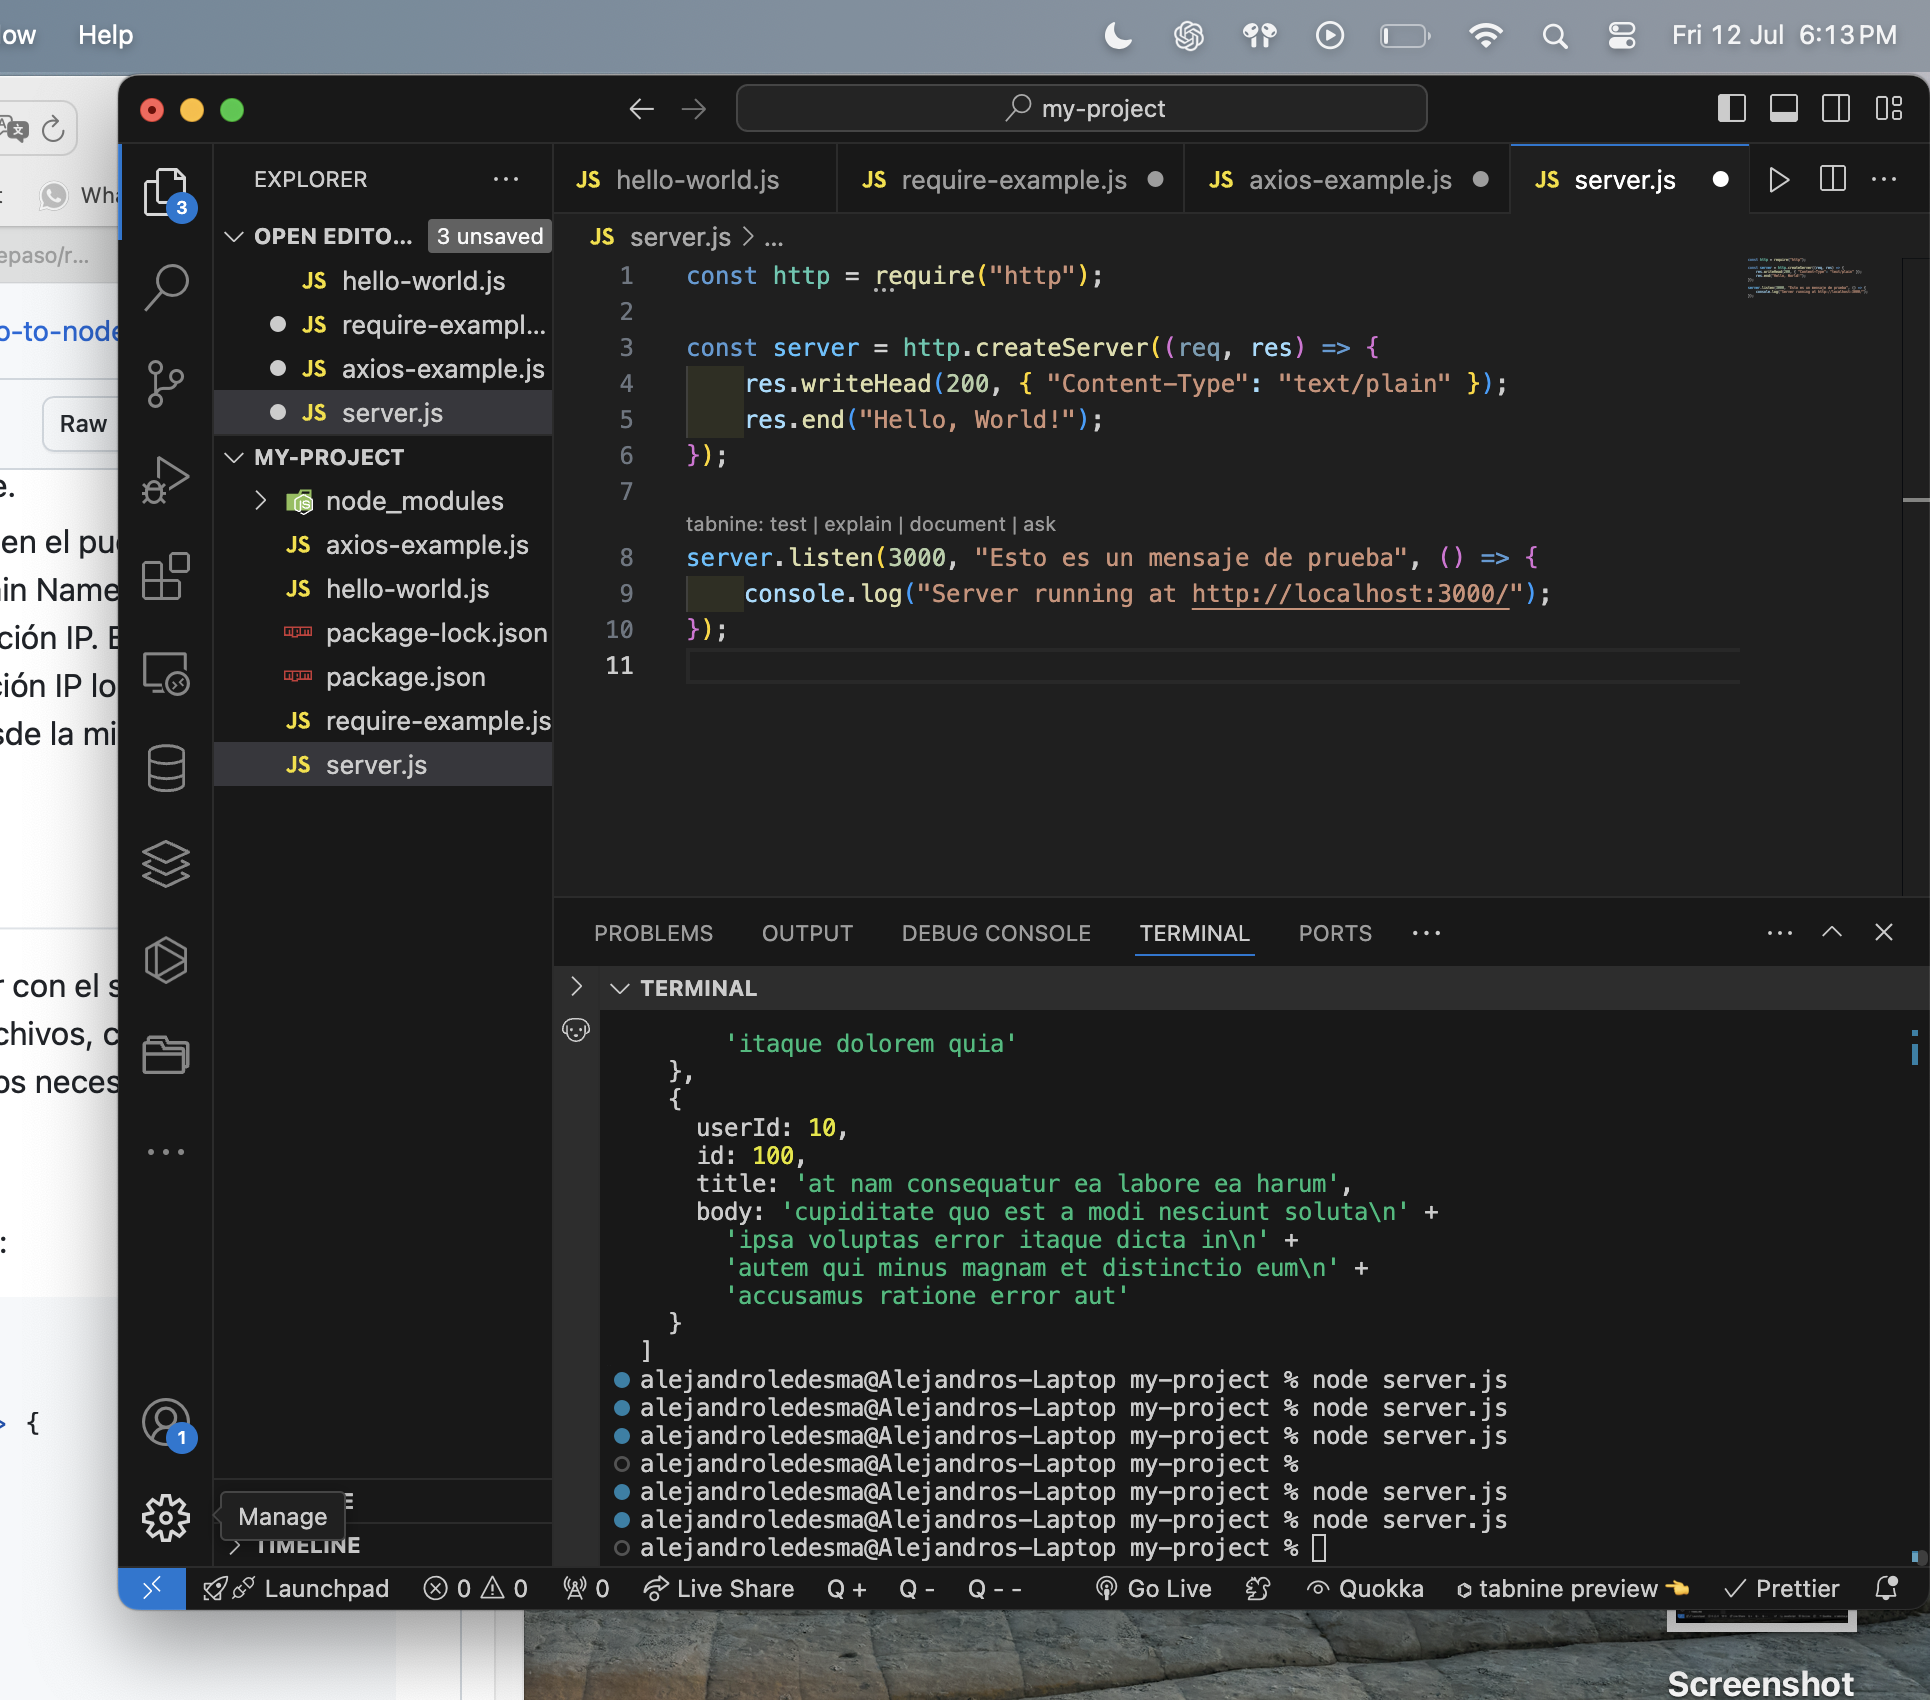 ow Help Fri 12 Jul 6:13 PM
my-project
Wha
epaso/r...
o-to-node
Raw
e.
en el pu
in Name
ción IP. E
ión IP lo
sde la mi
r con el s
chivos, c
os neces
:
> {
3
EXPLORER ...
OPEN EDITO... 3 unsaved
JS hello-world.js
JS require-exampl...
JS axios-example.js
JS server.js
MY-PROJECT
node_modules
JS axios-example.js
JS hello-world.js
package-lock.json
package.json
JS require-example.js
JS server.js
1
Manage
E
TIMELINE
JS hello-world.js JS require-example.js JS axios-example.js JS server.js ...
JS server.js > ...
1 const http = require("http");
2
3 const server = http.createServer((req, res) => {
4 res.writeHead(200, { "Content-Type": "text/plain" });
5 res.end("Hello, World!");
6 });
7
tabnine: test | explain | document | ask
8 server.listen(3000, "Esto es un mensaje de prueba", () => {
9 console.log("Server running at http://localhost:3000/");
10 });
11
PROBLEMS OUTPUT DEBUG CONSOLE TERMINAL PORTS ... ...
TERMINAL
'itaque dolorem quia'
},
{
userId: 10,
id: 100,
title: 'at nam consequatur ea labore ea harum',
body: 'cupiditate quo est a modi nesciunt soluta\n' +
'ipsa voluptas error itaque dicta in\n' +
'autem qui minus magnam et distinctio eum\n' +
'accusamus ratione error aut'
}
]
alejandroledesma@Alejandros-Laptop my-project % node server.js
alejandroledesma@Alejandros-Laptop my-project % node server.js
alejandroledesma@Alejandros-Laptop my-project % node server.js
alejandroledesma@Alejandros-Laptop my-project %
alejandroledesma@Alejandros-Laptop my-project % node server.js
alejandroledesma@Alejandros-Laptop my-project % node server.js
alejandroledesma@Alejandros-Laptop my-project %
Launchpad 0 0 0 Live Share Q + Q - Q - - Go Live Quokka tabnine preview 👈 Prettier
Screenshot